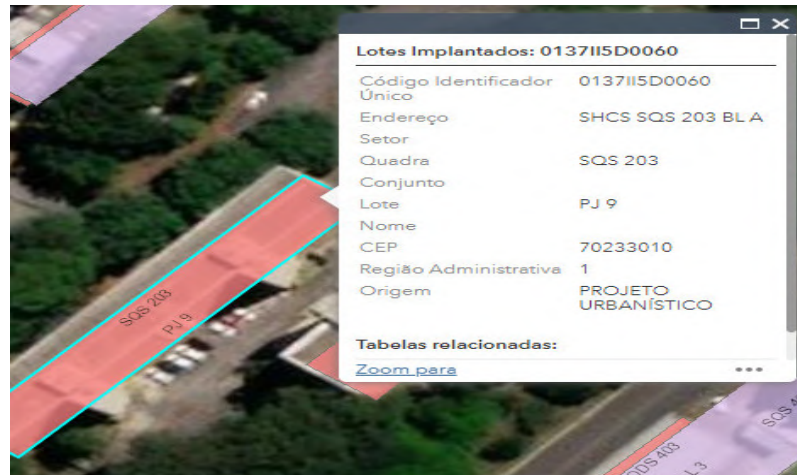 Lotes Implantados: 0137II5D0060
Código Identificador Único 0137II5D0060
Endereço SHCS SQS 203 BL A
Setor
Quadra SQS 203
Conjunto
Lote PJ 9
Nome
CEP 70233010
Região Administrativa 1
Origem PROJETO URBANÍSTICO
Tabelas relacionadas:
Zoom para
SQS 203
PJ 9
403